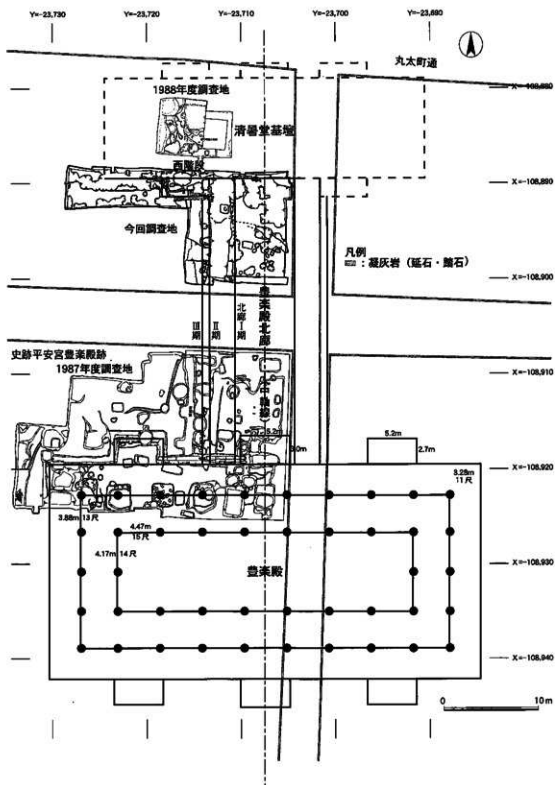 Y=-23,730
Y=-23,720
Y=-23,710
Y=-23,700
Y=-23,690
丸太町通
X=-108,880
1988年度調査地
清暑堂基壇
西階段
X=-108,890
今回調査地
凡例
:凝灰岩(延石・踏石)
X=-108,900
豊楽殿北廊
北廊Ⅰ期
Ⅱ期
Ⅲ期
史跡平安宮豊楽殿跡
1987年度調査地
X=-108,910
5.2m
5.2m
2.7m
X=-108,920
3.28m
11尺
3.88m 13尺
4.47m
15尺
4.17m 14尺
豊楽殿
X=-108,930
X=-108,940
0
10m